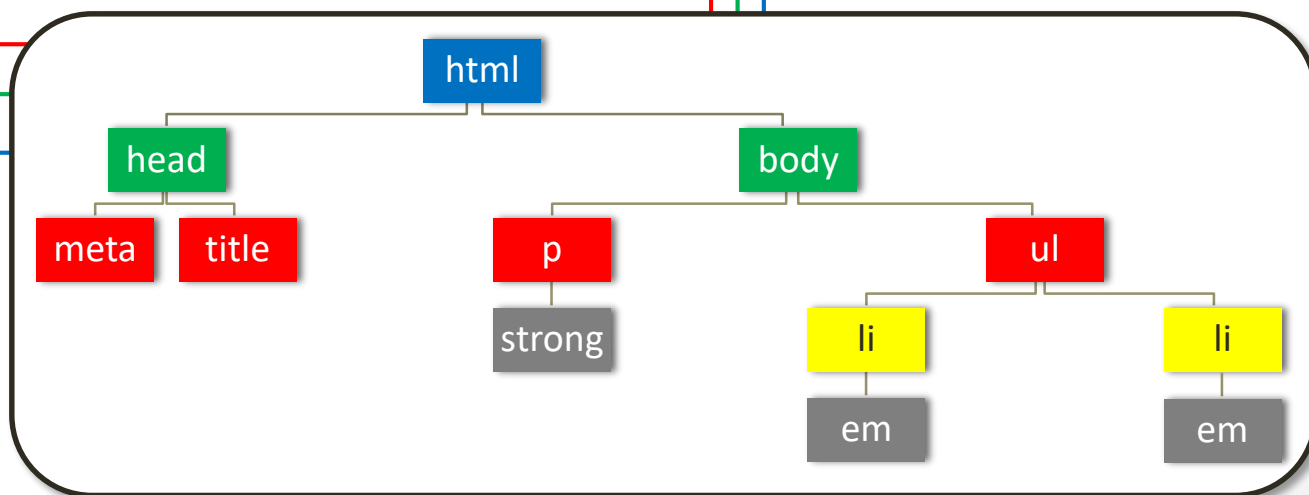 html
head
body
meta
title
p
ul
strong
li
li
em
em